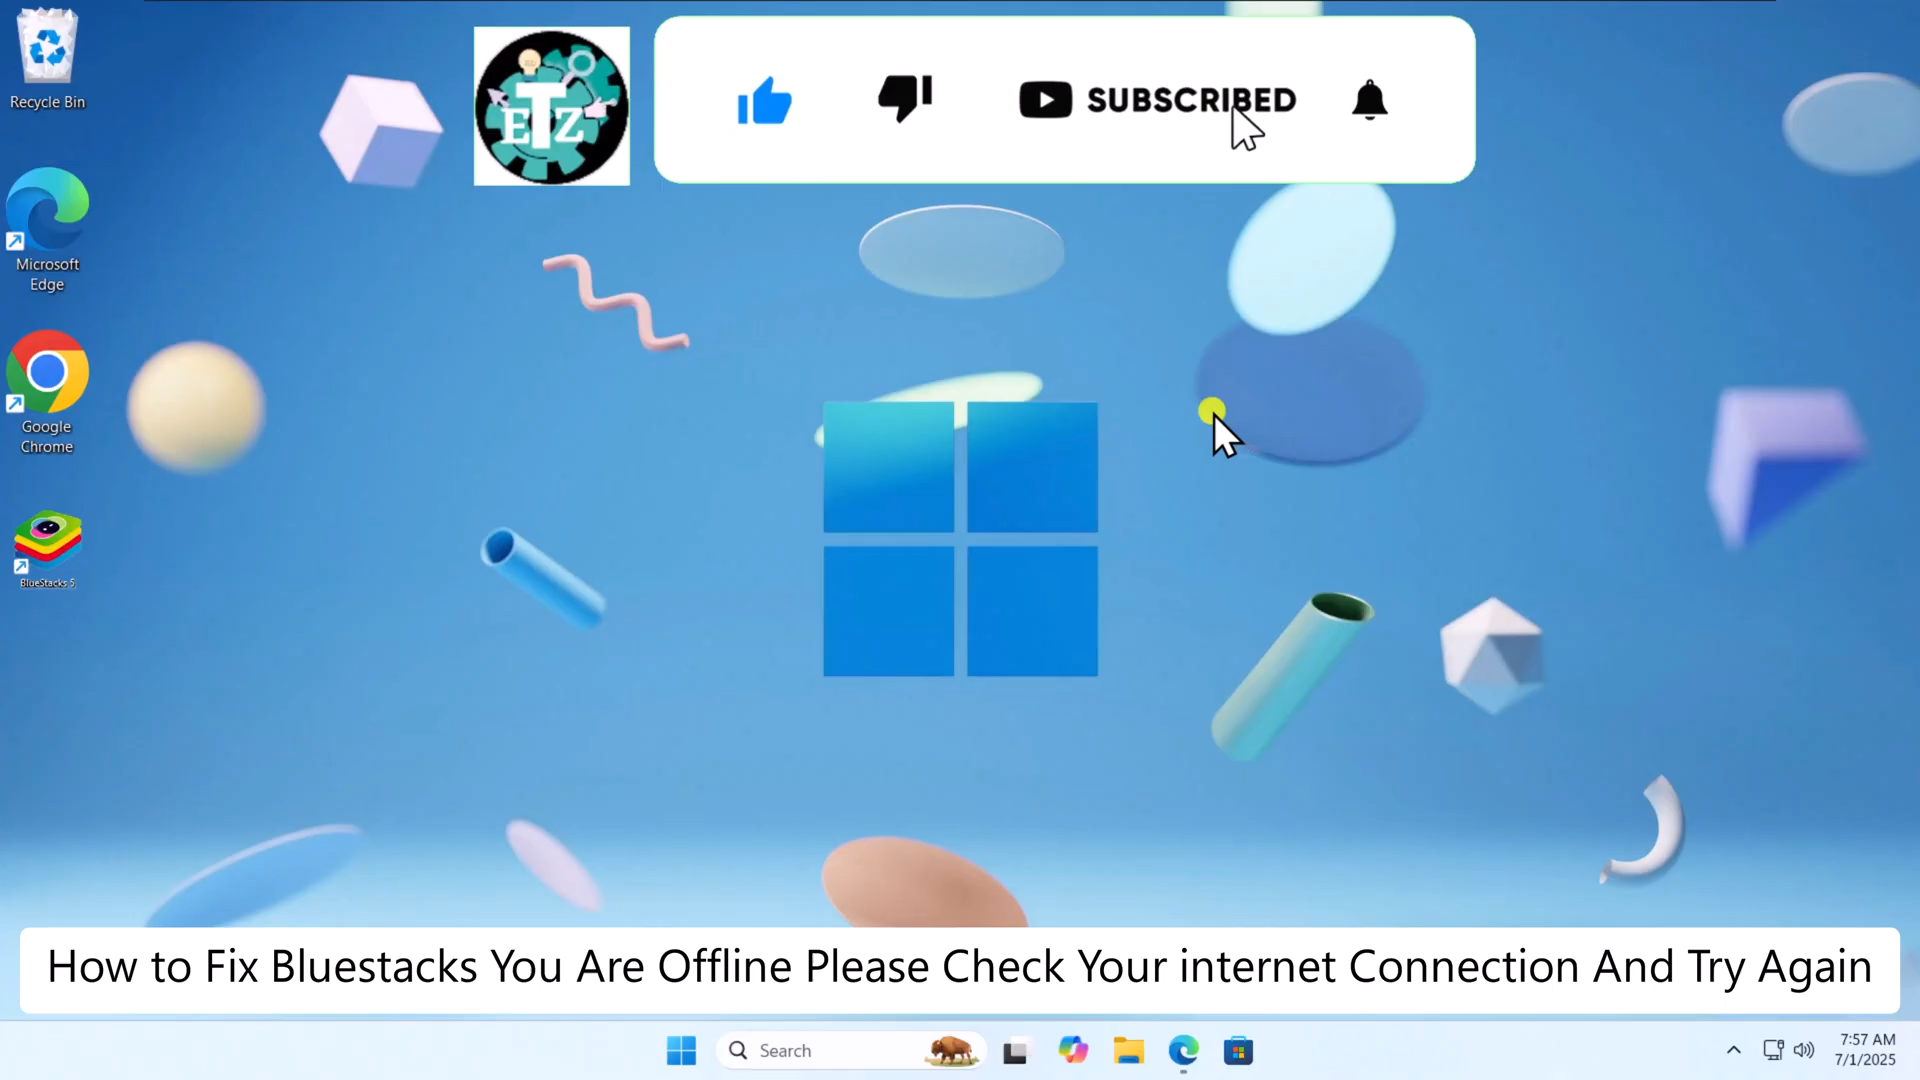 Recycle Bin
ETZ
SUBSCRIBED
Microsoft
Edge
Google
Chrome
BlueStacks 5
How to Fix Bluestacks You Are Offline Please Check Your internet Connection And Try Again
Search
7:57 AM
7/1/2025